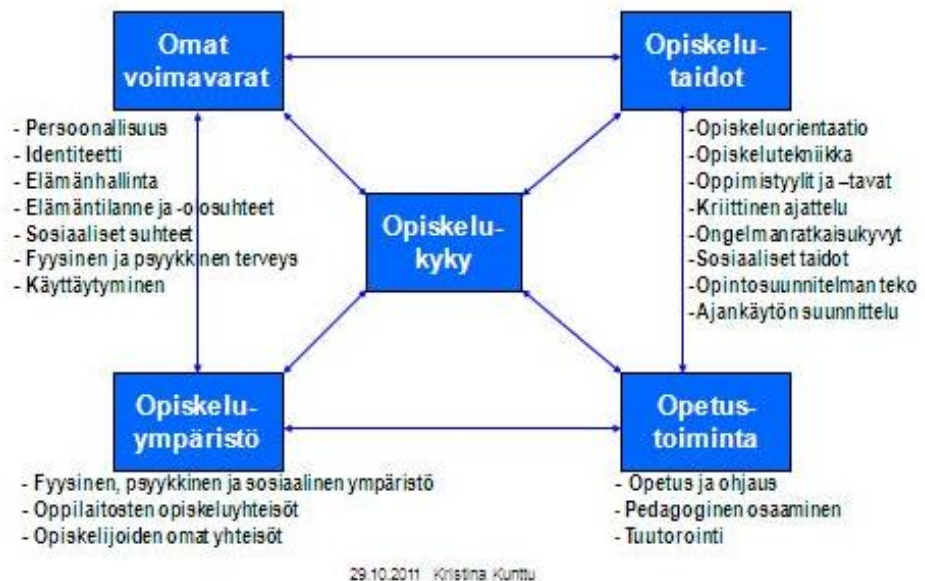 Omat
voimavarat
- Persoonallisuus
- Identiteetti
- Elämänhallinta
- Elämäntilanne ja -olosuhteet
- Sosiaaliset suhteet
- Fyysinen ja psyykkinen terveys
- Käyttäytyminen
Opiskelu-
taidot
-Opiskeluorientaatio
-Opiskelutekniikka
-Oppimistyylit ja –tavat
-Kriittinen ajattelu
-Ongelmanratkaisukyvyt
-Sosiaaliset taidot
-Opintosuunnitelman teko
-Ajankäytön suunnittelu
Opiskelu-
kyky
Opiskelu-
ympäristö
- Fyysinen, psyykkinen ja sosiaalinen ympäristö
- Oppilaitosten opiskeluyhteisöt
- Opiskelijoiden omat yhteisöt
Opetus-
toiminta
- Opetus ja ohjaus
- Pedagoginen osaaminen
- Tuutorointi
29.10.2011 Kristina Kunttu